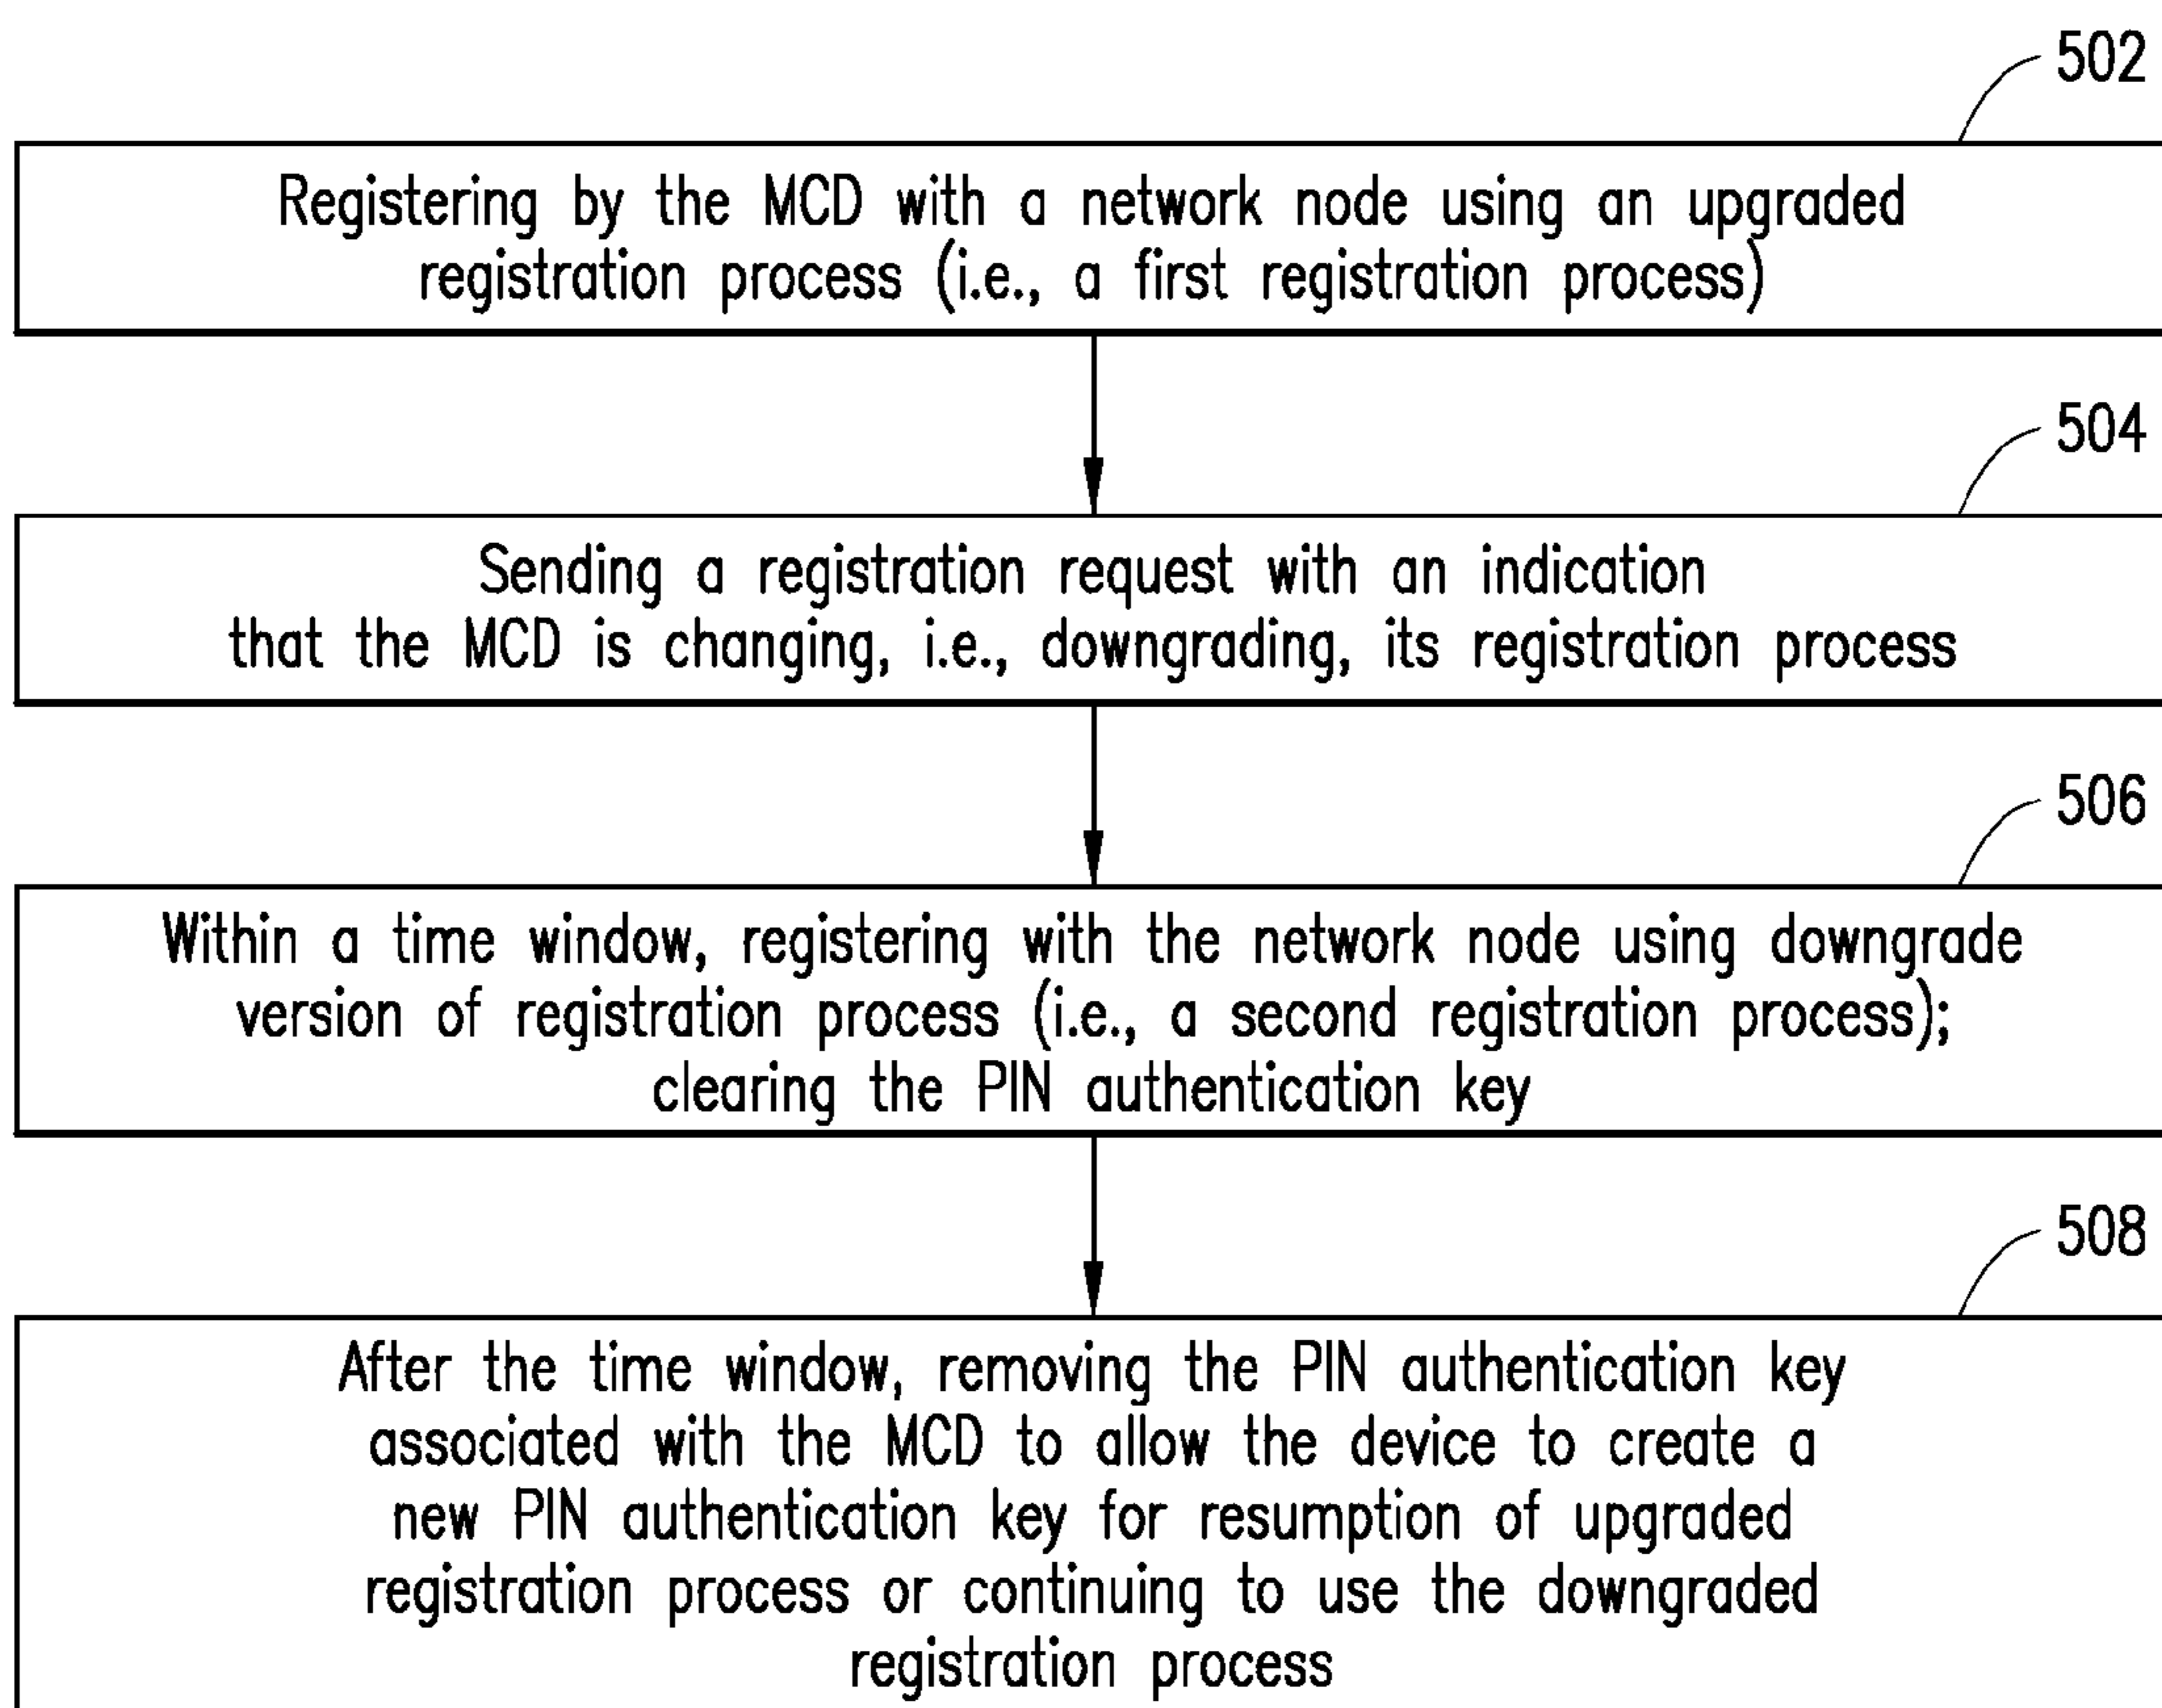 502
Registering by the MCD with a network node using an upgraded
registration process (i.e., a first registration process)
504
Sending a registration request with an indication
that the MCD is changing, i.e., downgrading, its registration process
506
Within a time window, registering with the network node using downgrade
version of registration process (i.e., a second registration process);
clearing the PIN authentication key
508
After the time window, removing the PIN authentication key
associated with the MCD to allow the device to create a
new PIN authentication key for resumption of upgraded
registration process or continuing to use the downgraded
registration process